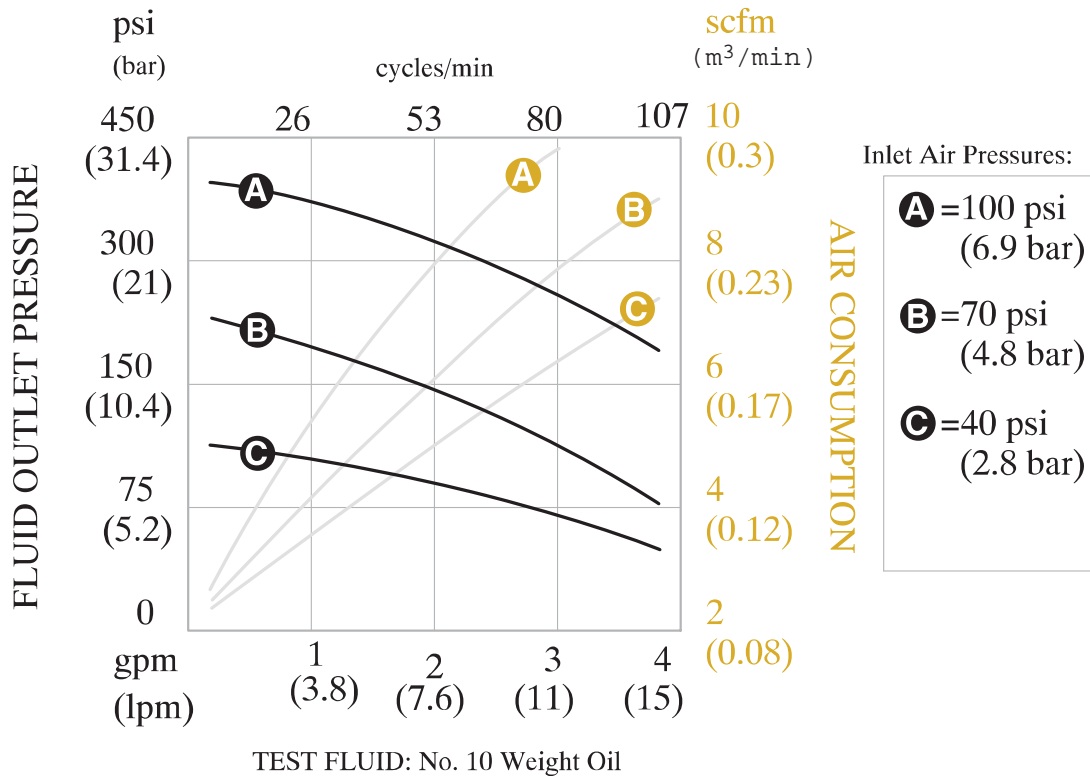 psi
(bar)
scfm
(m³/min)
cycles/min
26 53 80 107
FLUID OUTLET PRESSURE
450
(31.4)
300
(21)
150
(10.4)
75
(5.2)
0
A
B
C
A
B
C
10
(0.3)
8
(0.23)
6
(0.17)
4
(0.12)
2
(0.08)
AIR CONSUMPTION
gpm 1 2 3 4
(lpm) (3.8) (7.6) (11) (15)
TEST FLUID: No. 10 Weight Oil
Inlet Air Pressures:
A =100 psi
(6.9 bar)
B =70 psi
(4.8 bar)
C =40 psi
(2.8 bar)